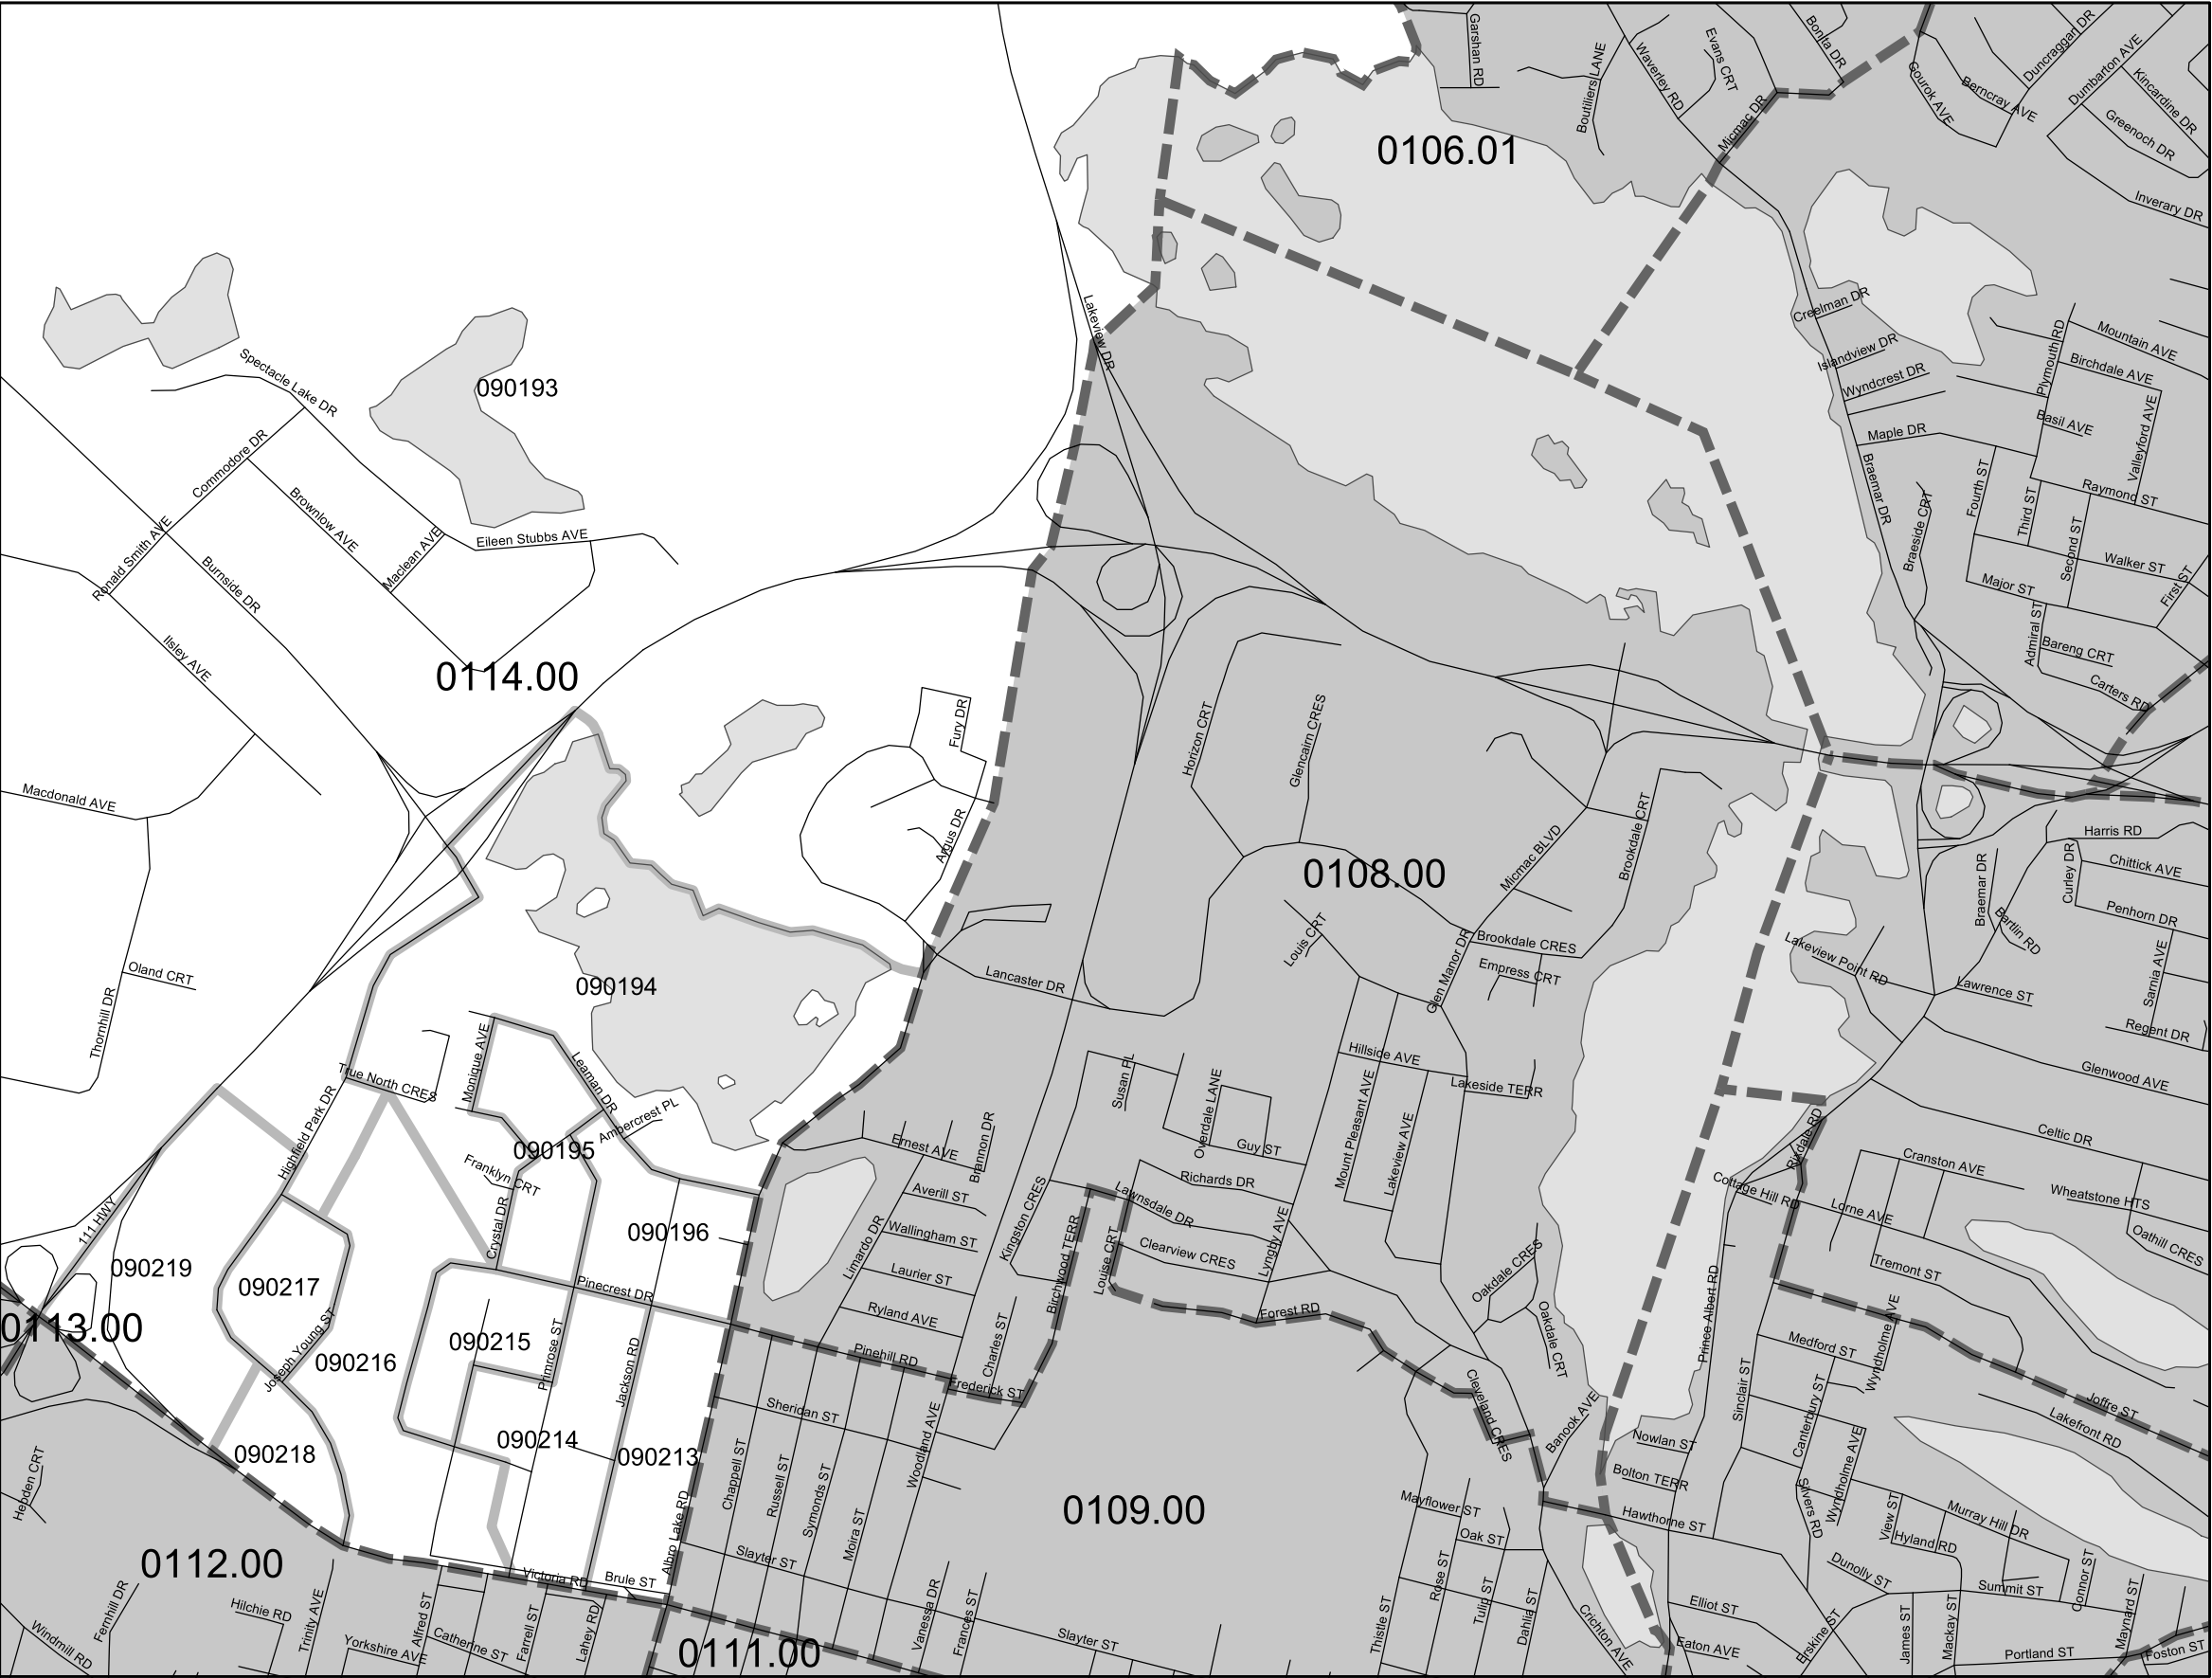 Garshan RD
Boutiliers LANE
Waverley RD
Evans CRT
Bonita DR
Micmac DR
Gourok AVE
Berncray AVE
Duncraggan DR
Dumbarton AVE
Kincardine DR
Greenoch DR
Inverary DR
0106.01
Lakeview DR
Creelman DR
Islandview DR
Wyndcrest DR
Maple DR
Braemar DR
Braeside CRT
Plymouth RD
Mountain AVE
Birchdale AVE
Basil AVE
Valleyford AVE
Fourth ST
Third ST
Second ST
Raymond ST
Walker ST
First ST
Major ST
Admiral ST
Bareng CRT
Carters RD
Spectacle Lake DR
090193
Commodore DR
Brownlow AVE
Maclean AVE
Eileen Stubbs AVE
Ronald Smith AVE
Burnside DR
Ilsley AVE
0114.00
Macdonald AVE
Oland CRT
Thornhill DR
Fury DR
Argus DR
Horizon CRT
Glencairn CRES
0108.00
Micmac BLVD
Brookdale CRT
Louis CRT
Glen Manor DR
Brookdale CRES
Empress CRT
Lancaster DR
Harris RD
Curley DR
Chittick AVE
Penhorn DR
Braemar DR
Bartlin RD
Lakeview Point RD
Lawrence ST
Sarnia AVE
Regent DR
Glenwood AVE
Celtic DR
090194
Monique AVE
Leaman DR
Ambercrest PL
True North CRES
Highfield Park DR
090195
Franklyn CRT
Crystal DR
090196
111 HWY
090219
090217
Joseph Young ST
090216
090215
Pinecrest DR
Primrose ST
Jackson RD
090218
090214
090213
0113.00
Susan PL
Overdale LANE
Guy ST
Hillside AVE
Lakeside TERR
Mount Pleasant AVE
Lakeview AVE
Ernest AVE
Brannon DR
Averill ST
Wallingham ST
Limardo DR
Laurier ST
Ryland AVE
Kingston CRES
Birchwood TERR
Louise CRT
Lawnsdale DR
Richards DR
Clearview CRES
Lyngby AVE
Forest RD
Charles ST
Pinehill RD
Frederick ST
Oakdale CRES
Oakdale CRT
Cleveland CRES
Banook AVE
Rixdale RD
Cottage Hill RD
Cranston AVE
Wheatstone HTS
Oathill CRES
Lorne AVE
Tremont ST
Prince Albert RD
Medford ST
Wyndholme AVE
Sinclair ST
Canterbury ST
Joffre ST
Lakefront RD
Sheridan ST
Chappell ST
Russell ST
Symonds ST
Moira ST
Woodland AVE
Albro Lake RD
Slayter ST
0109.00
Mayflower ST
Oak ST
Rose ST
Tulip ST
Thistle ST
Dahlia ST
Crichton AVE
Nowlan ST
Bolton TERR
Hawthorne ST
Silvers RD
Wyndholme AVE
View ST
Hyland RD
Murray Hill DR
Dunolly ST
Summit ST
Connor ST
Maynard ST
Elliot ST
Eaton AVE
Erskine ST
James ST
Mackay ST
Portland ST
Foston ST
Hebden CRT
0112.00
Fernhill DR
Hilchie RD
Windmill RD
Trinity AVE
Yorkshire AVE
Alfred ST
Catherine ST
Farrell ST
Lahey RD
Victoria RD
Brule ST
0111.00
Vanessa DR
Frances ST
Slayter ST